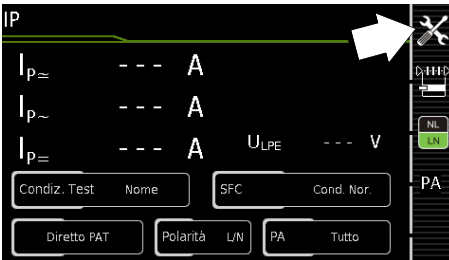 IP
Ip≃ --- A
Ip~ --- A
Ip= --- A ULPE --- V
NL
LN
Condiz. Test Nome SFC Cond. Nor. PA
Diretto PAT Polarità L/N PA Tutto